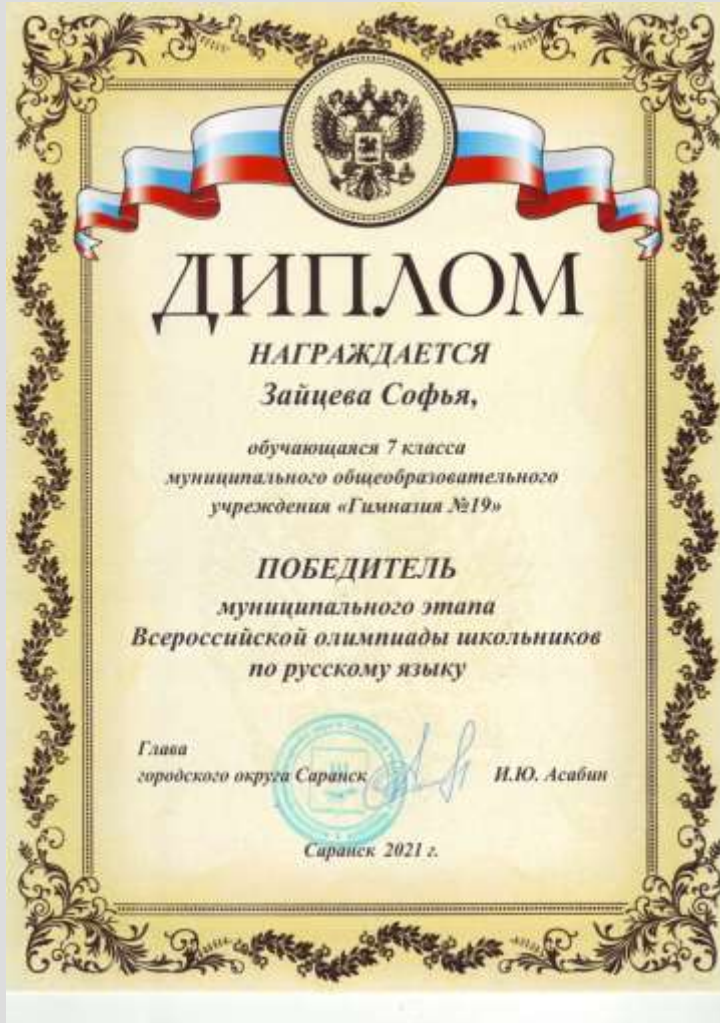 ДИПЛОМ
НАГРАЖДАЕТСЯ
Зайцева Софья,
обучающаяся 7 класса
муниципального общеобразовательного
учреждения «Гимназия №19»
ПОБЕДИТЕЛЬ
муниципального этапа
Всероссийской олимпиады школьников
по русскому языку
Глава
городского округа Саранск И.Ю. Асабин
Саранск 2021 г.